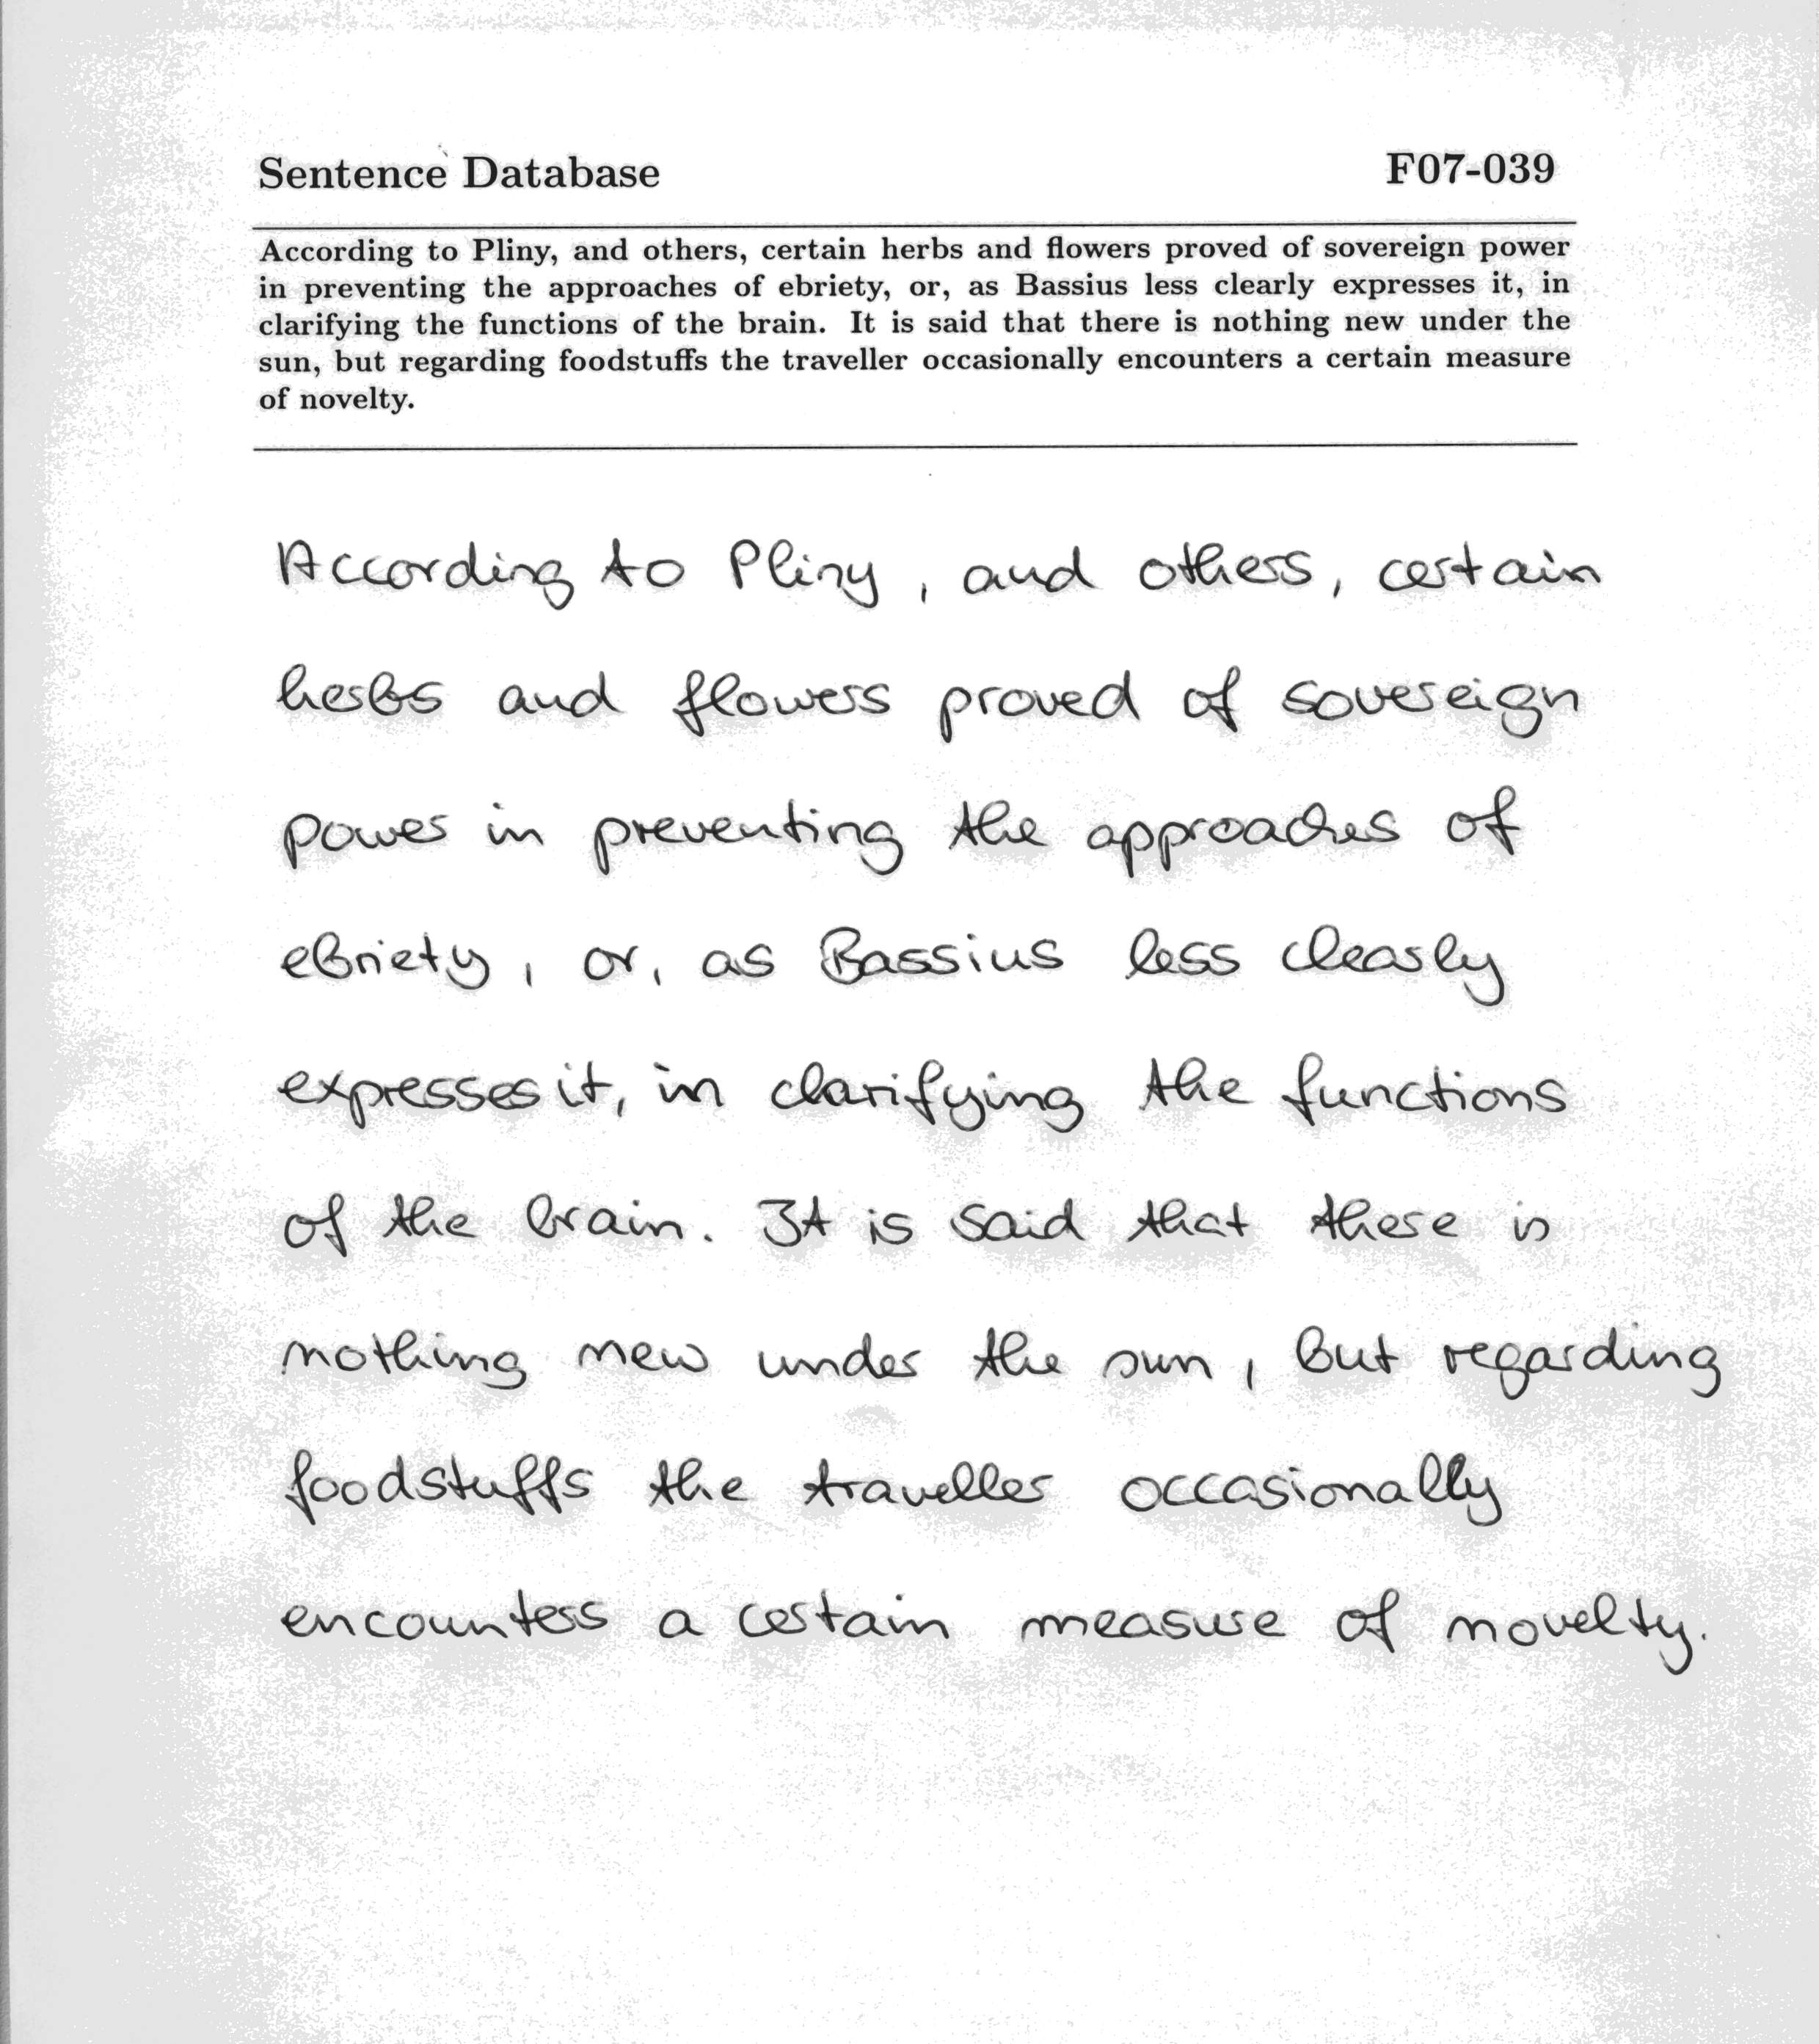 Sentence Database F07-039
According to Pliny, and others, certain herbs and flowers proved of sovereign power
in preventing the approaches of ebriety, or, as Bassius less clearly expresses it, in
clarifying the functions of the brain. It is said that there is nothing new under the
sun, but regarding foodstuffs the traveller occasionally encounters a certain measure
of novelty.
According to Pliny, and others, certain
herbs and flowers proved of sovereign
power in preventing the approaches of
ebriety, or, as Bassius less clearly
expresses it, in clarifying the functions
of the brain. It is said that there is
nothing new under the sun, but regarding
foodstuffs the traveller occasionally
encounters a certain measure of novelty.